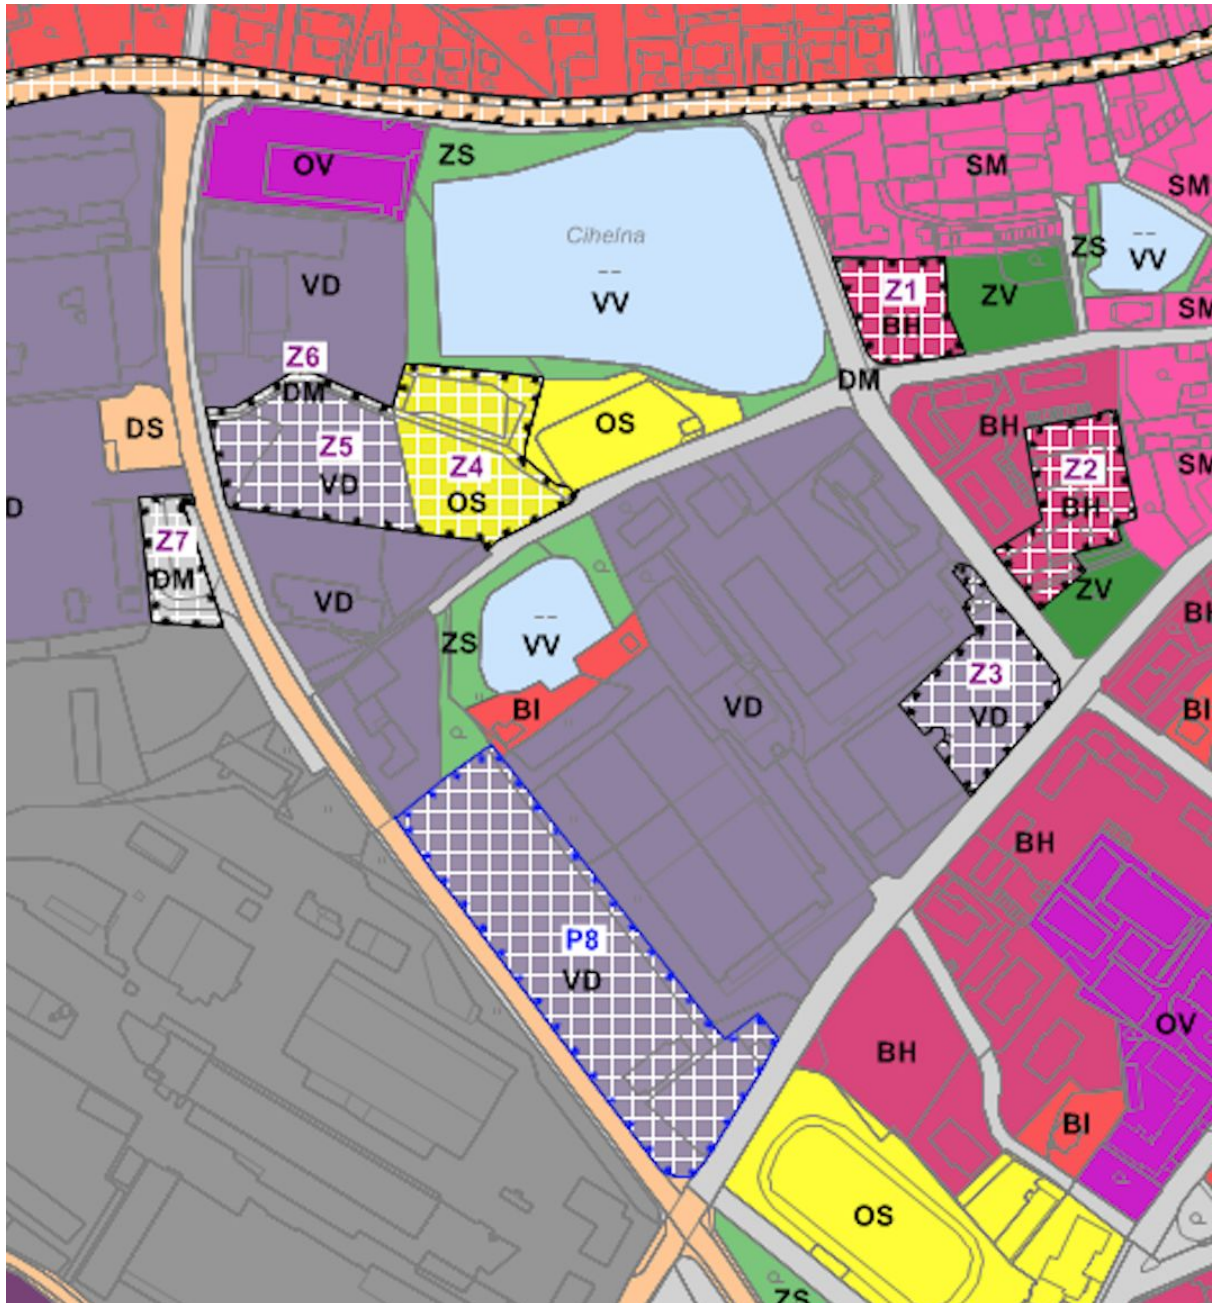 OV
ZS
SM
SM
Cihelna
--
VV
ZS
--
VV
VD
Z1
BH
ZV
SM
Z6
DM
DM
DS
Z5
VD
Z4
OS
OS
BH
Z2
BH
SM
D
Z7
DM
VD
ZS
--
VV
ZV
BH
Z3
VD
BI
VD
BI
BH
P8
VD
BH
OV
BI
OS
ZS